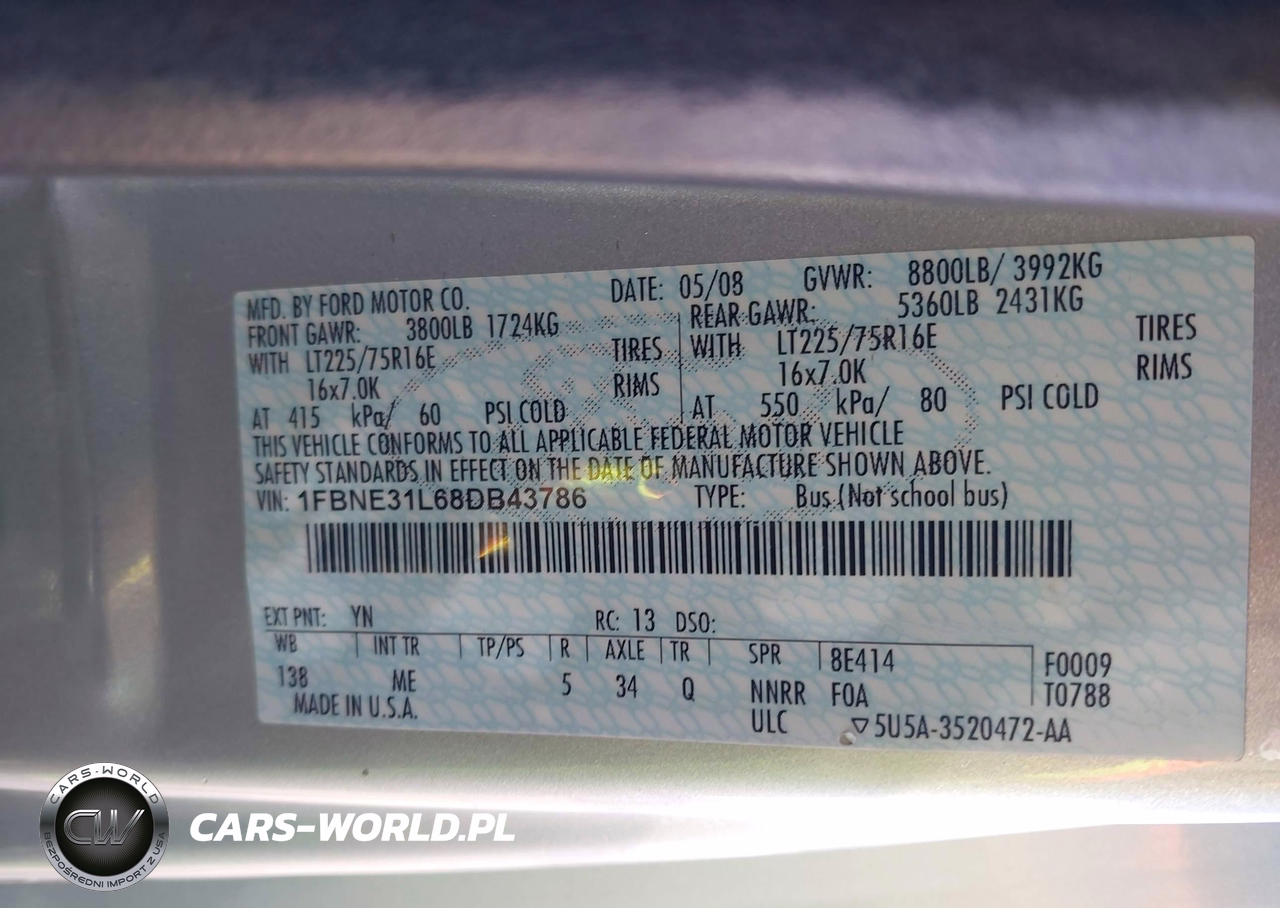 MFD. BY FORD MOTOR CO. DATE: 05/08 GVWR: 8800LB/ 3992KG
FRONT GAWR: 3800LB 1724KG REAR GAWR: 5360LB 2431KG
WITH LT225/75R16E TIRES WITH LT225/75R16E TIRES
16x7.0K RIMS 16x7.0K RIMS
AT 415 kPa/ 60 PSI COLD AT 550 kPa/ 80 PSI COLD
THIS VEHICLE CONFORMS TO ALL APPLICABLE FEDERAL MOTOR VEHICLE
SAFETY STANDARDS IN EFFECT ON THE DATE OF MANUFACTURE SHOWN ABOVE.
VIN: 1FBNE31L68DB43786 TYPE: Bus (Not school bus)
EXT PNT: YN RC: 13 DSO:
WB INT TR TP/PS R AXLE TR SPR 8E414 F0009
138 ME 5 34 Q NNRR F0A T0788
MADE IN U.S.A. ULC ▽5U5A-3520472-AA
CARS-WORLD
CW
BEZPOŚREDNI IMPORT Z USA
CARS-WORLD.PL